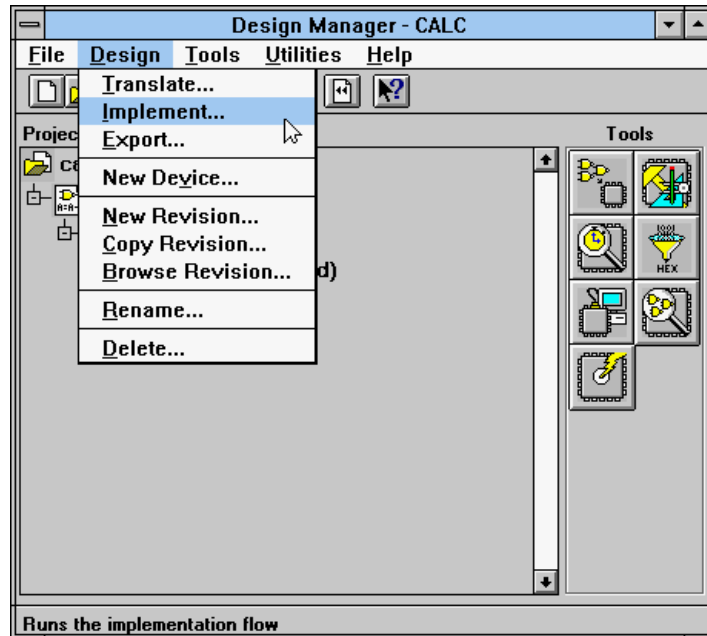 Design Manager - CALC
File Design Tools Utilities Help
Translate...
Implement...
Export...
New Device...
New Revision...
Copy Revision...
Browse Revision...
Rename...
Delete...
Projec
d)
Tools
HEX
Runs the implementation flow